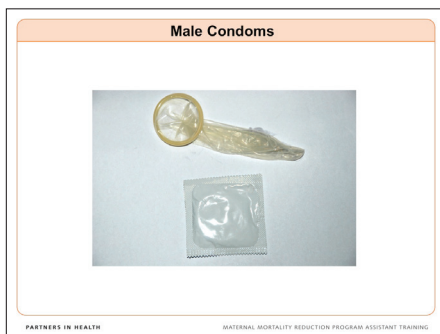 Male Condoms
PARTNERS IN HEALTH
MATERNAL MORTALITY REDUCTION PROGRAM ASSISTANT TRAINING